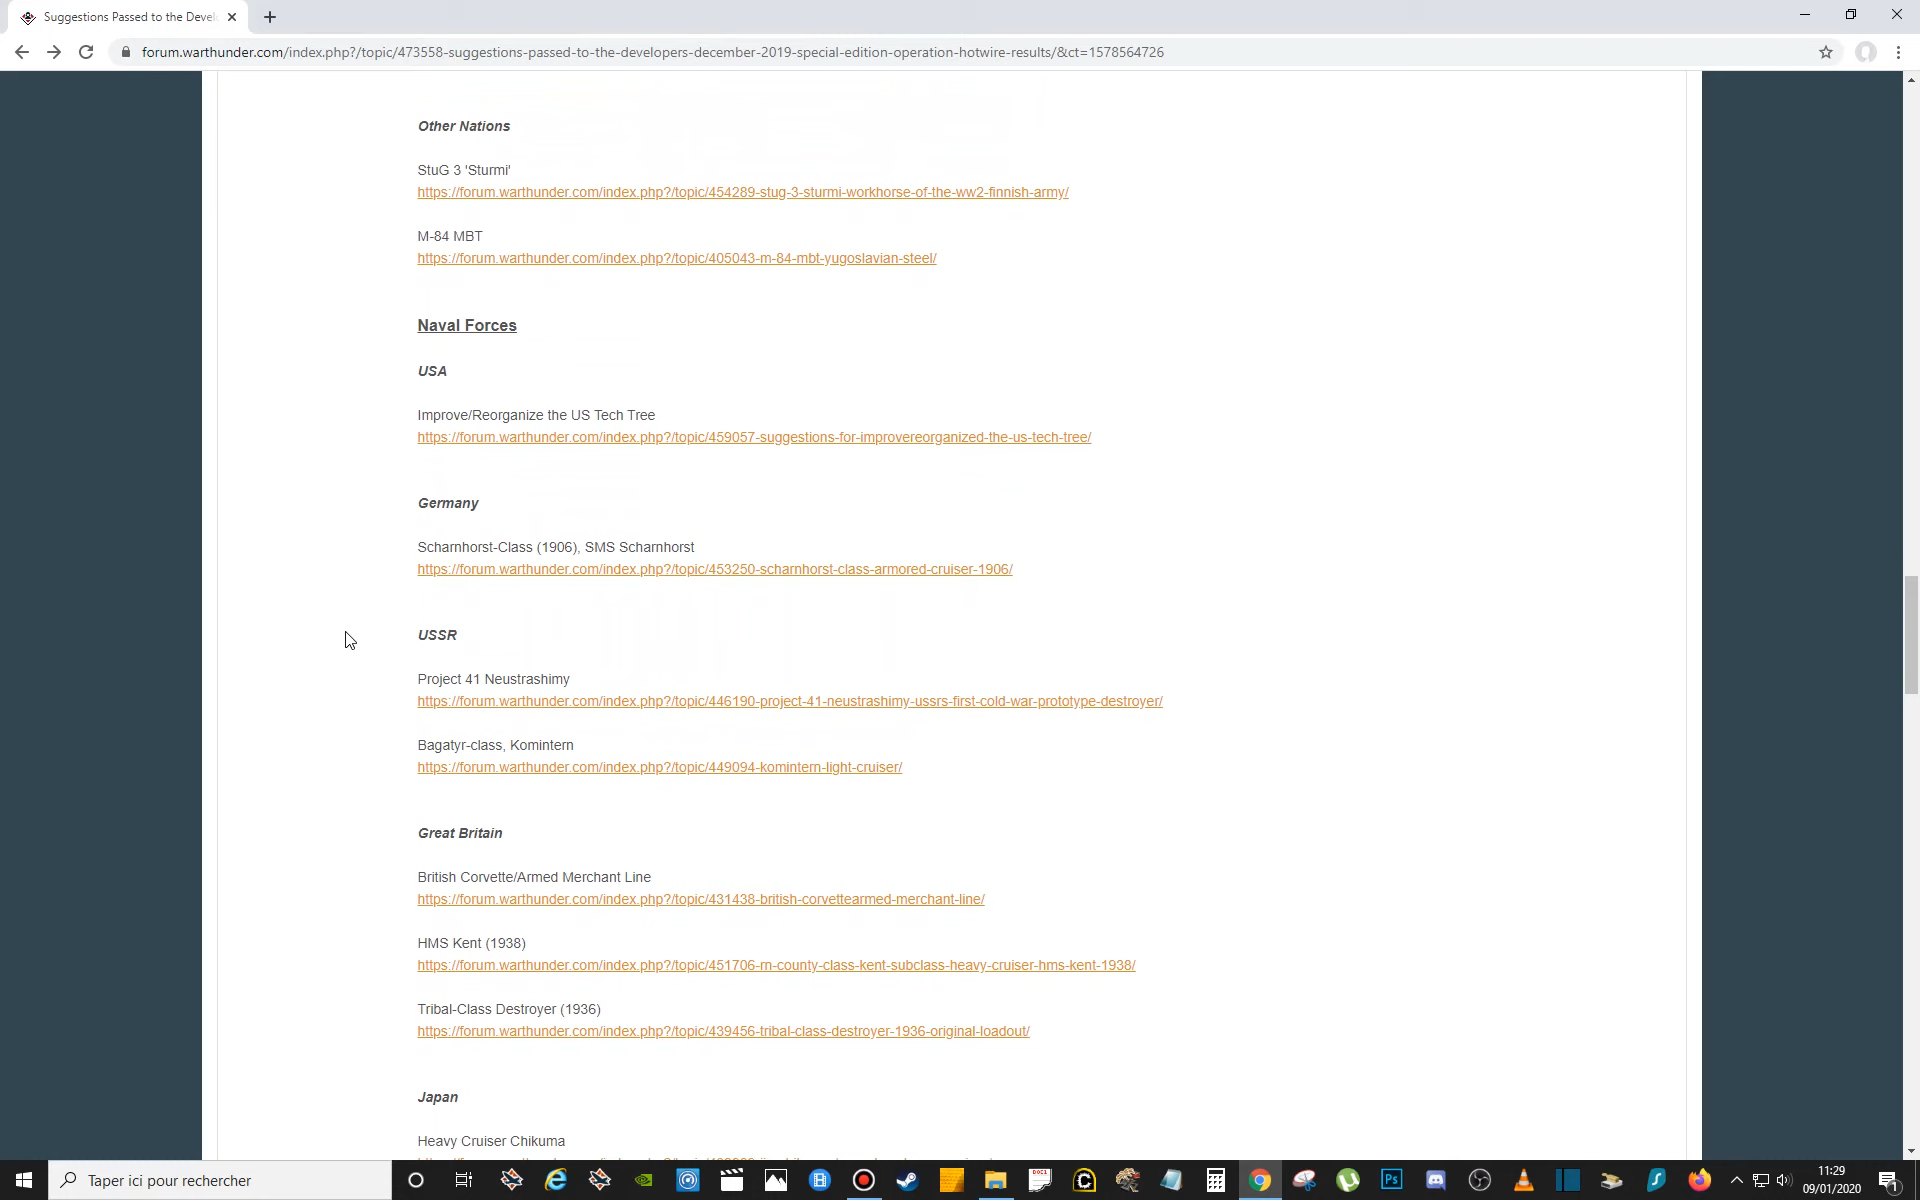 Suggestions Passed to the Devel
forum.warthunder.com/index.php?/topic/473558-suggestions-passed-to-the-developers-december-2019-special-edition-operation-hotwire-results/&ct=1578564726
Other Nations
StuG 3 'Sturmi'
https://forum.warthunder.com/index.php?/topic/454289-stug-3-sturmi-workhorse-of-the-ww2-finnish-army/
M-84 MBT
https://forum.warthunder.com/index.php?/topic/405043-m-84-mbt-yugoslavian-steel/
Naval Forces
USA
Improve/Reorganize the US Tech Tree
https://forum.warthunder.com/index.php?/topic/459057-suggestions-for-improvereorganized-the-us-tech-tree/
Germany
Scharnhorst-Class (1906), SMS Scharnhorst
https://forum.warthunder.com/index.php?/topic/453250-scharnhorst-class-armored-cruiser-1906/
USSR
Project 41 Neustrashimy
https://forum.warthunder.com/index.php?/topic/446190-project-41-neustrashimy-ussrs-first-cold-war-prototype-destroyer/
Bagatyr-class, Komintern
https://forum.warthunder.com/index.php?/topic/449094-komintern-light-cruiser/
Great Britain
British Corvette/Armed Merchant Line
https://forum.warthunder.com/index.php?/topic/431438-british-corvettearmed-merchant-line/
HMS Kent (1938)
https://forum.warthunder.com/index.php?/topic/451706-rn-county-class-kent-subclass-heavy-cruiser-hms-kent-1938/
Tribal-Class Destroyer (1936)
https://forum.warthunder.com/index.php?/topic/439456-tribal-class-destroyer-1936-original-loadout/
Japan
Heavy Cruiser Chikuma
Taper ici pour rechercher
11:29
09/01/2020